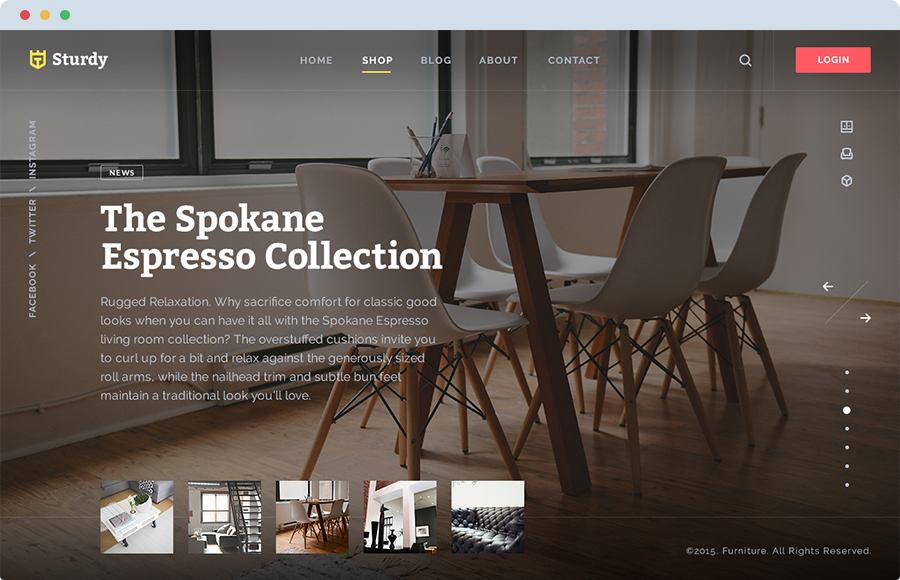 Sturdy
HOME
SHOP
BLOG
ABOUT
CONTACT
LOGIN
FACEBOOK \ TWITTER \ INSTAGRAM
NEWS
The Spokane
Espresso Collection
Rugged Relaxation. Why sacrifice comfort for classic good
looks when you can have it all with the Spokane Espresso
living room collection? The overstuffed cushions invite you
to curl up for a bit and relax against the generously sized
roll arms, while the nailhead trim and subtle bun feet
maintain a traditional look you'll love.
©2015. Furniture. All Rights Reserved.